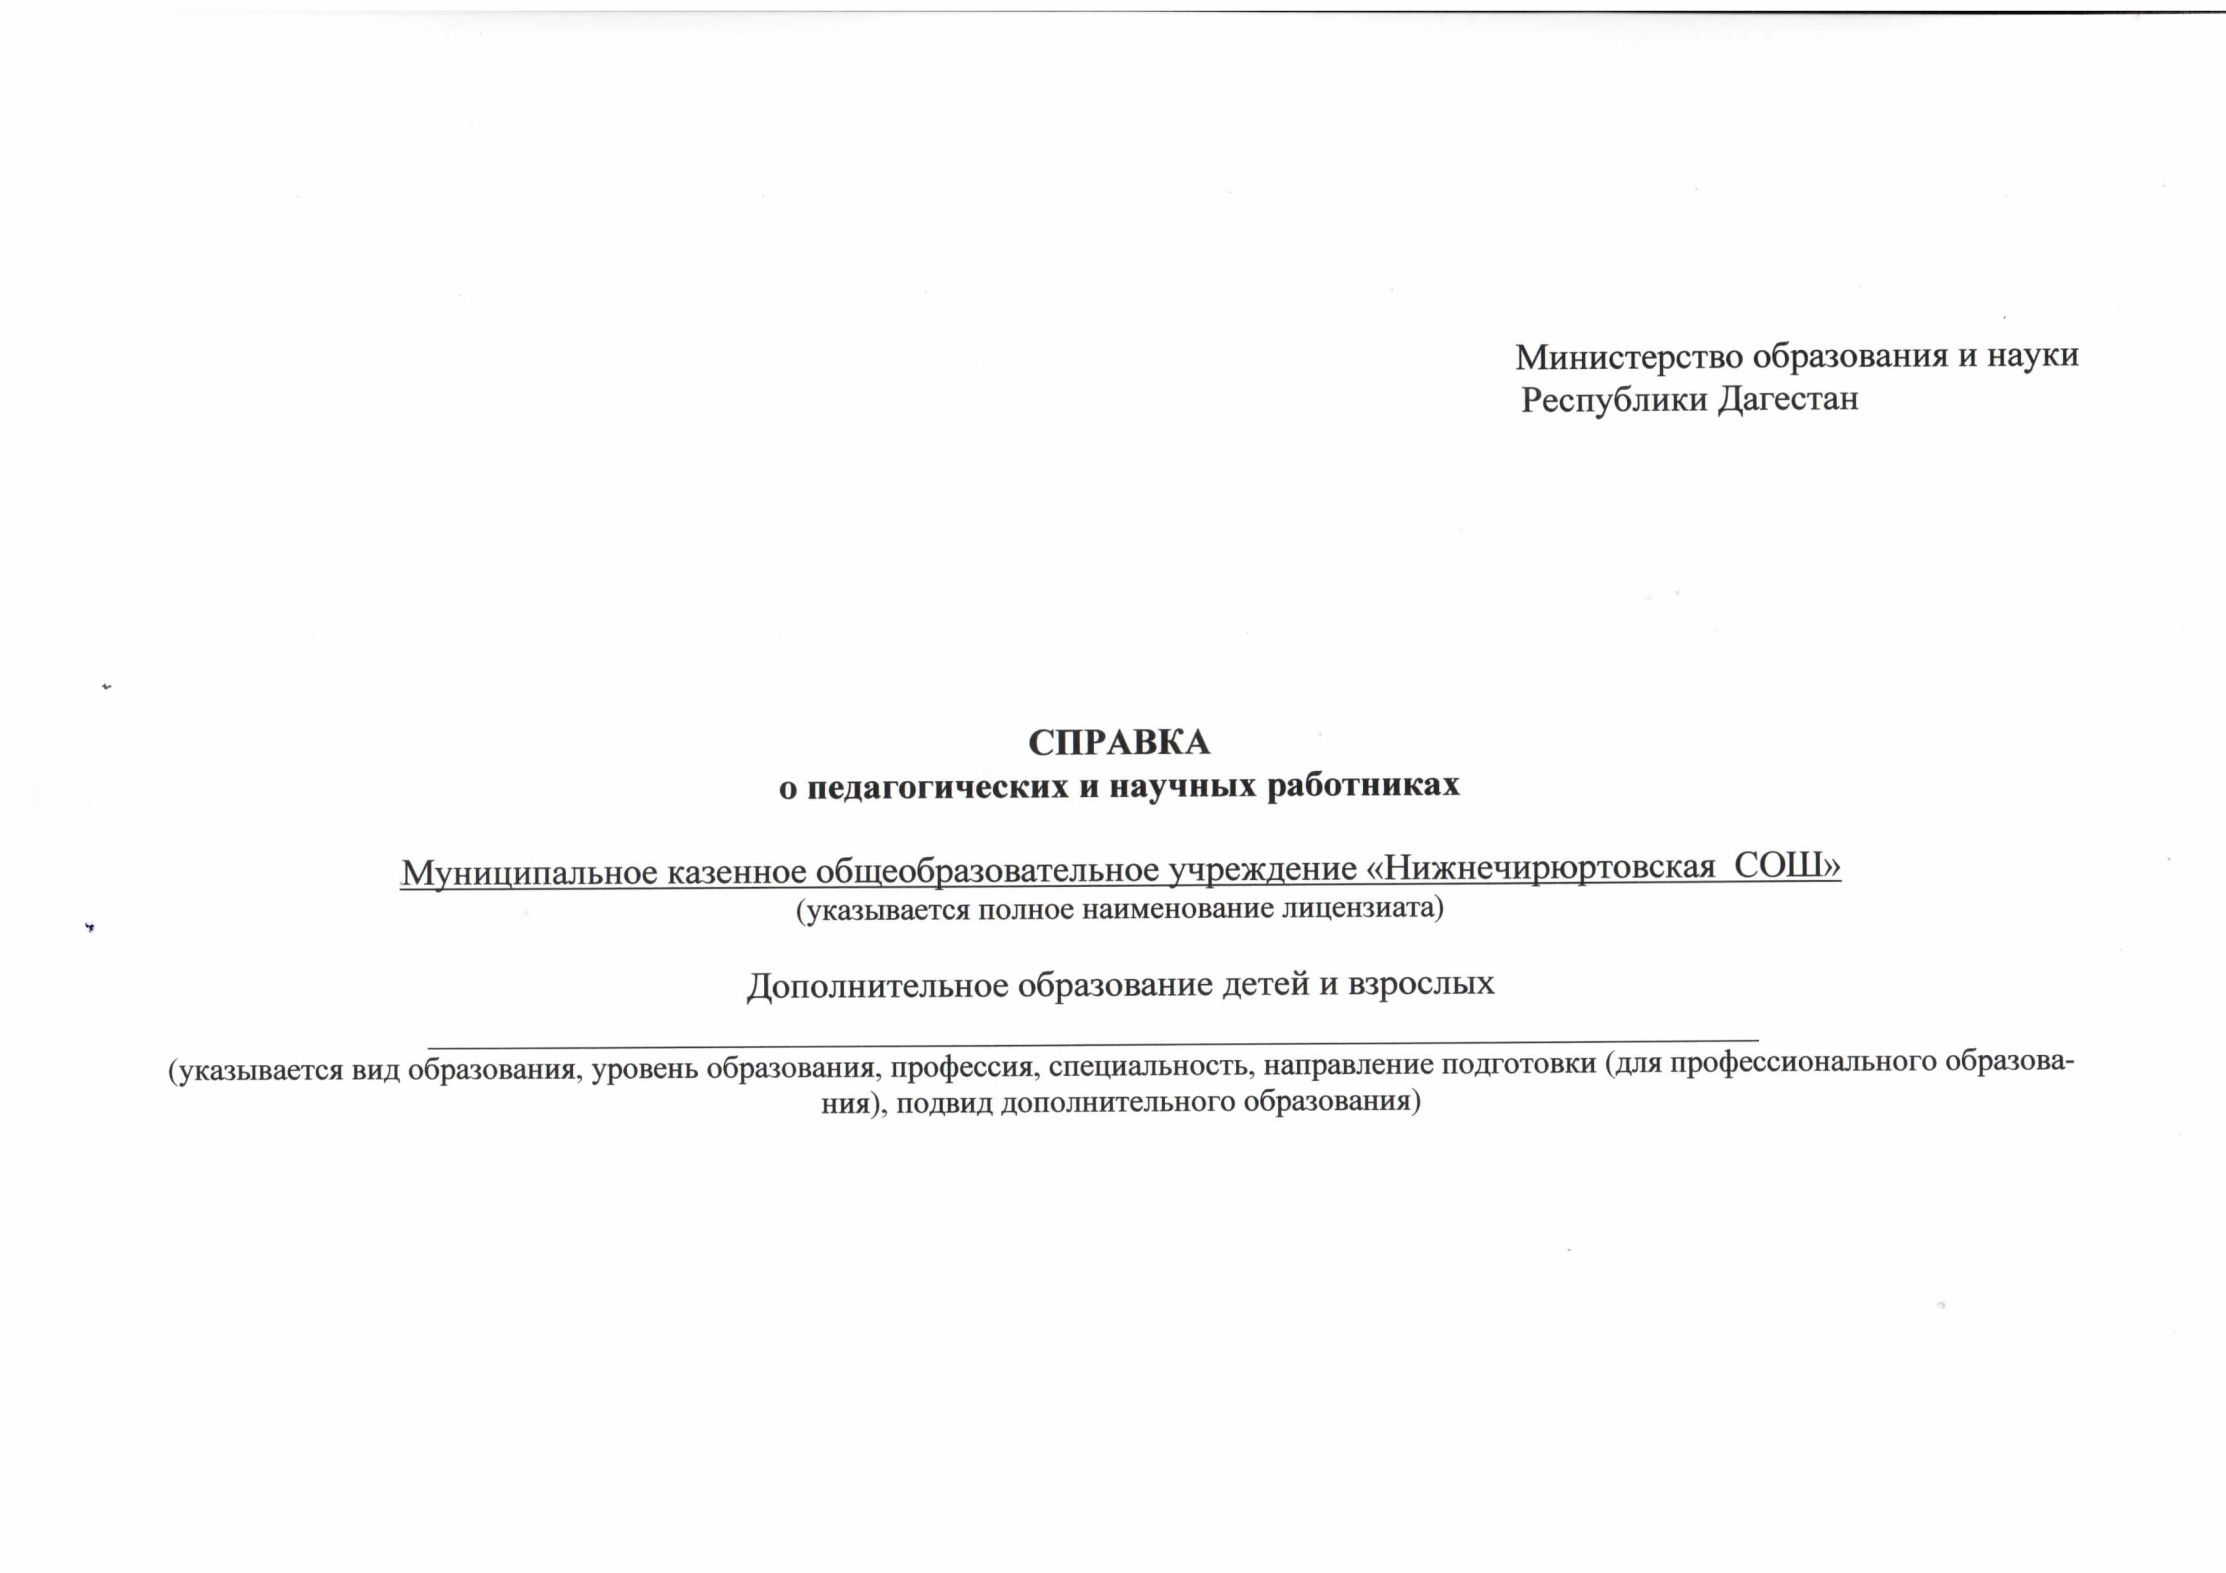 Министерство образования и науки
Республики Дагестан
СПРАВКА
о педагогических и научных работниках
Муниципальное казенное общеобразовательное учреждение «Нижнечирюртовская СОШ»
(указывается полное наименование лицензиата)
Дополнительное образование детей и взрослых
(указывается вид образования, уровень образования, профессия, специальность, направление подготовки (для профессионального образова-
ния), подвид дополнительного образования)